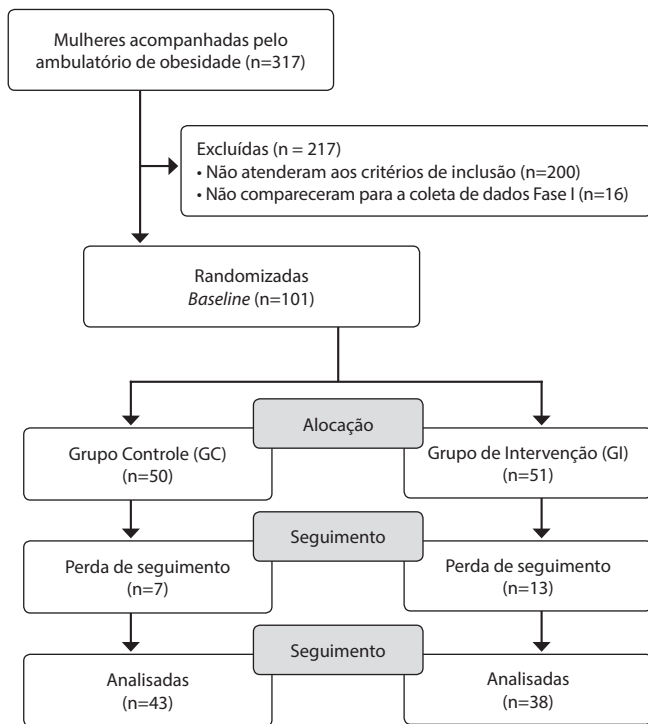 Mulheres acompanhadas pelo
ambulatório de obesidade (n=317)
Excluídas (n = 217)
• Não atenderam aos critérios de inclusão (n=200)
• Não compareceram para a coleta de dados Fase I (n=16)
Randomizadas
Baseline (n=101)
Alocação
Grupo Controle (GC)
(n=50)
Grupo de Intervenção (GI)
(n=51)
Seguimento
Perda de seguimento
(n=7)
Perda de seguimento
(n=13)
Seguimento
Analisadas
(n=43)
Analisadas
(n=38)